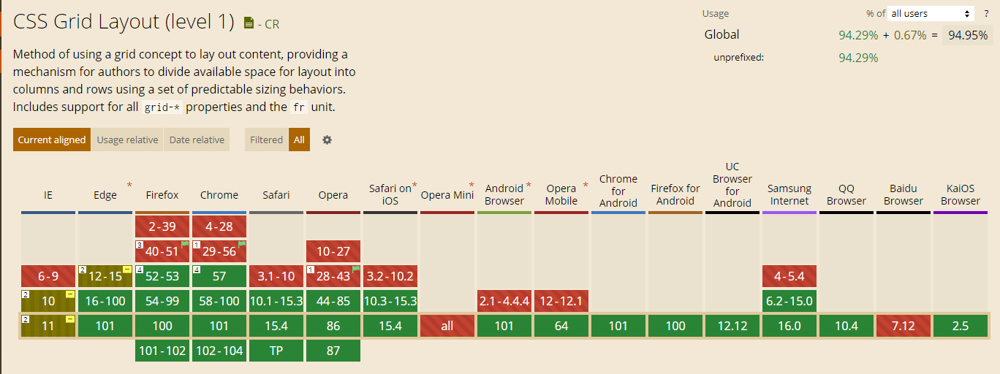 CSS Grid Layout (level 1) - CR
Usage % of all users ?
Global 94.29% + 0.67% = 94.95%
unprefixed: 94.29%
Method of using a grid concept to lay out content, providing a
mechanism for authors to divide available space for layout into
columns and rows using a set of predictable sizing behaviors.
Includes support for all grid-* properties and the fr unit.
Current aligned Usage relative Date relative Filtered All
IE Edge * Firefox Chrome Safari Opera Safari on iOS * Opera Mini Android Browser * Opera Mobile * Chrome for Android Firefox for Android UC Browser for Android Samsung Internet QQ Browser Baidu Browser KaiOS Browser
2-39 4-28
3 40-51 1 29-56 10-27
6-9 2 12-15 4 52-53 4 57 3.1-10 1 28-43 3.2-10.2 4-5.4
2 10 16-100 54-99 58-100 10.1-15.3 44-85 10.3-15.3 2.1-4.4.4 12-12.1 6.2-15.0
2 11 101 100 101 15.4 86 15.4 all 101 64 101 100 12.12 16.0 10.4 7.12 2.5
101-102 102-104 TP 87